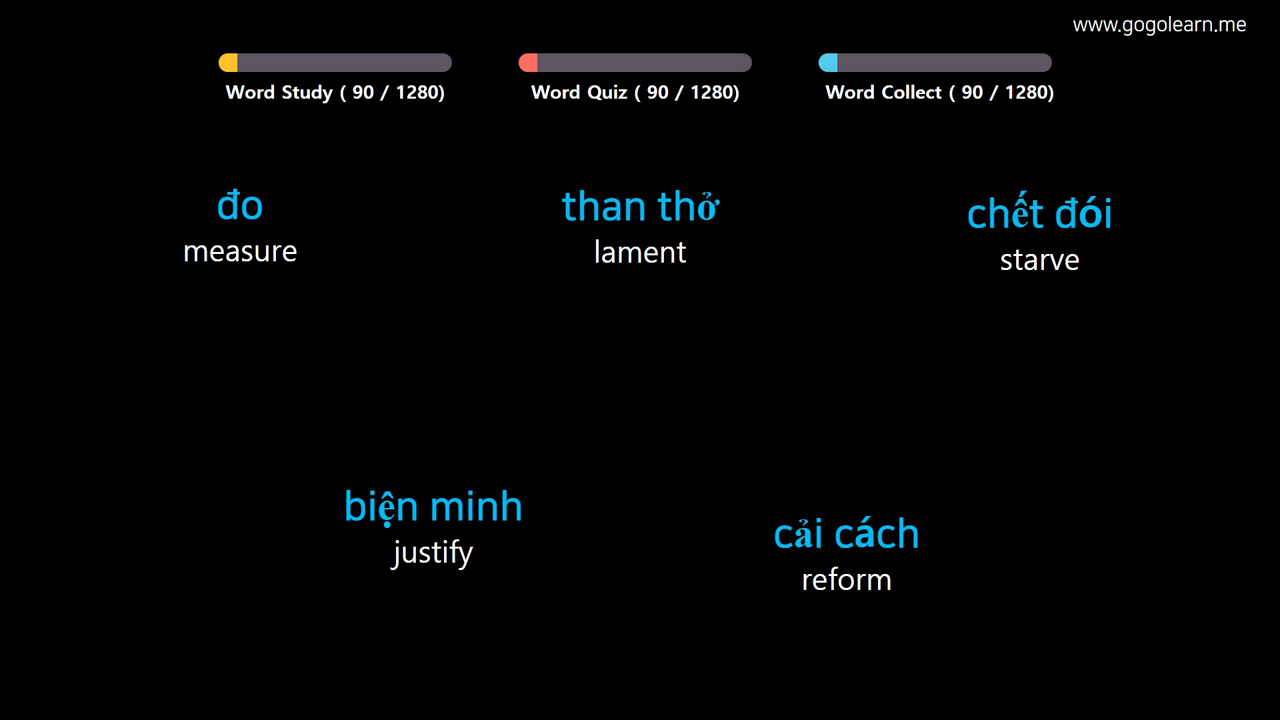 www.gogolearn.me
Word Study ( 90 / 1280)
Word Quiz ( 90 / 1280)
Word Collect ( 90 / 1280)
đo
measure
than thở
lament
chết đói
starve
biện minh
justify
cải cách
reform